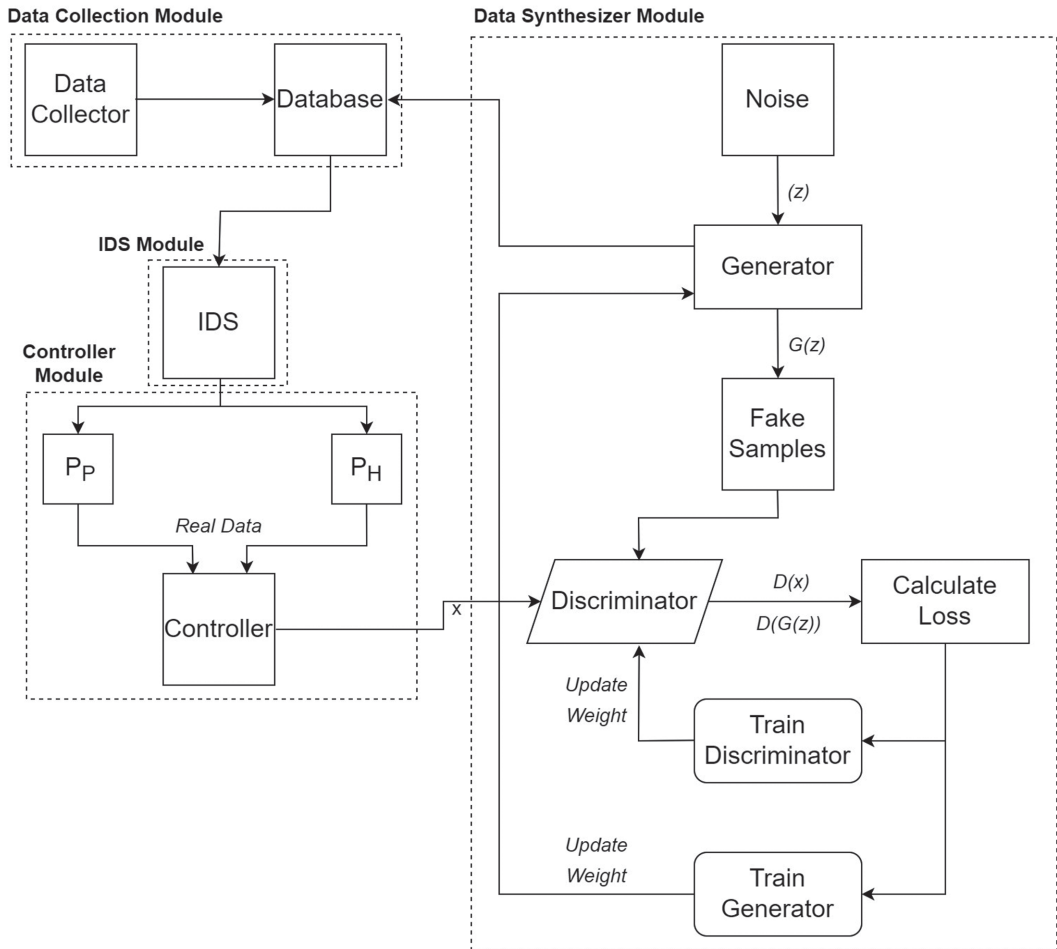 Data Collection Module
Data
Collector
Database
IDS Module
IDS
Controller
Module
PP
PH
Real Data
Controller
x
Data Synthesizer Module
Noise
(z)
Generator
G(z)
Fake
Samples
Discriminator
D(x)
D(G(z))
Calculate
Loss
Update
Weight
Train
Discriminator
Update
Weight
Train
Generator